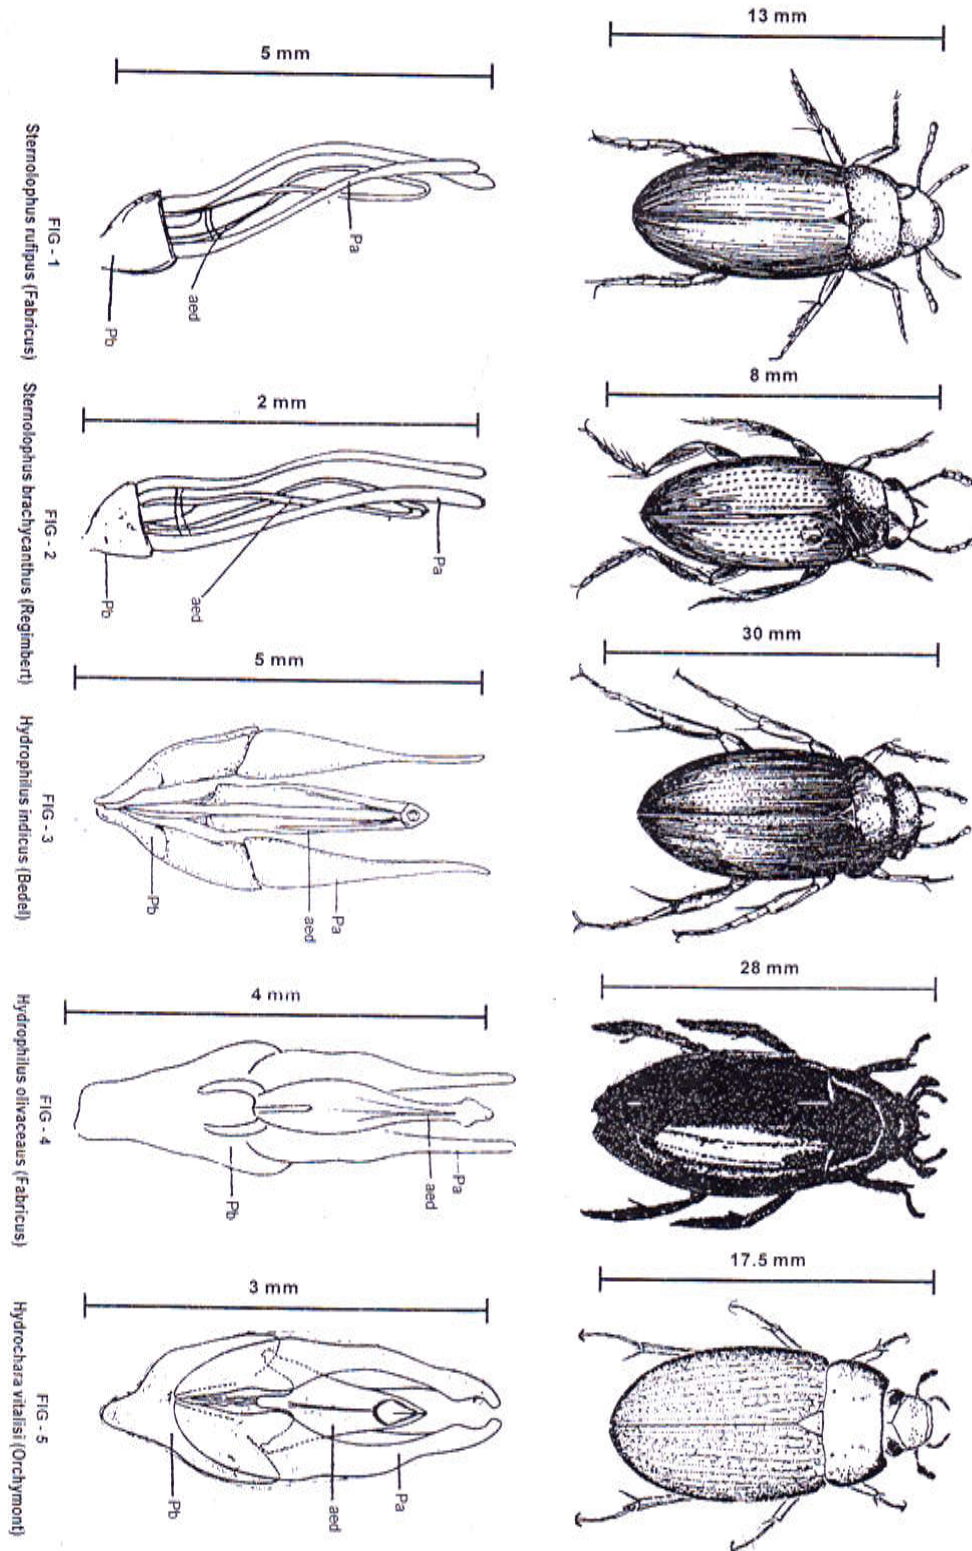 13 mm
5 mm
Pa
aed
Pb
FIG - 1
Sternolophus rufipus (Fabricus)
8 mm
2 mm
Pa
aed
Pb
FIG - 2
Sternolophus brachycanthus (Regimbert)
30 mm
5 mm
Pa
aed
Pb
FIG - 3
Hydrophilus indicus (Bedel)
28 mm
4 mm
Pa
aed
Pb
FIG - 4
Hydrophilus olivaceaus (Fabricus)
17.5 mm
3 mm
Pa
aed
Pb
FIG - 5
Hydrochara vitalisi (Orchymont)